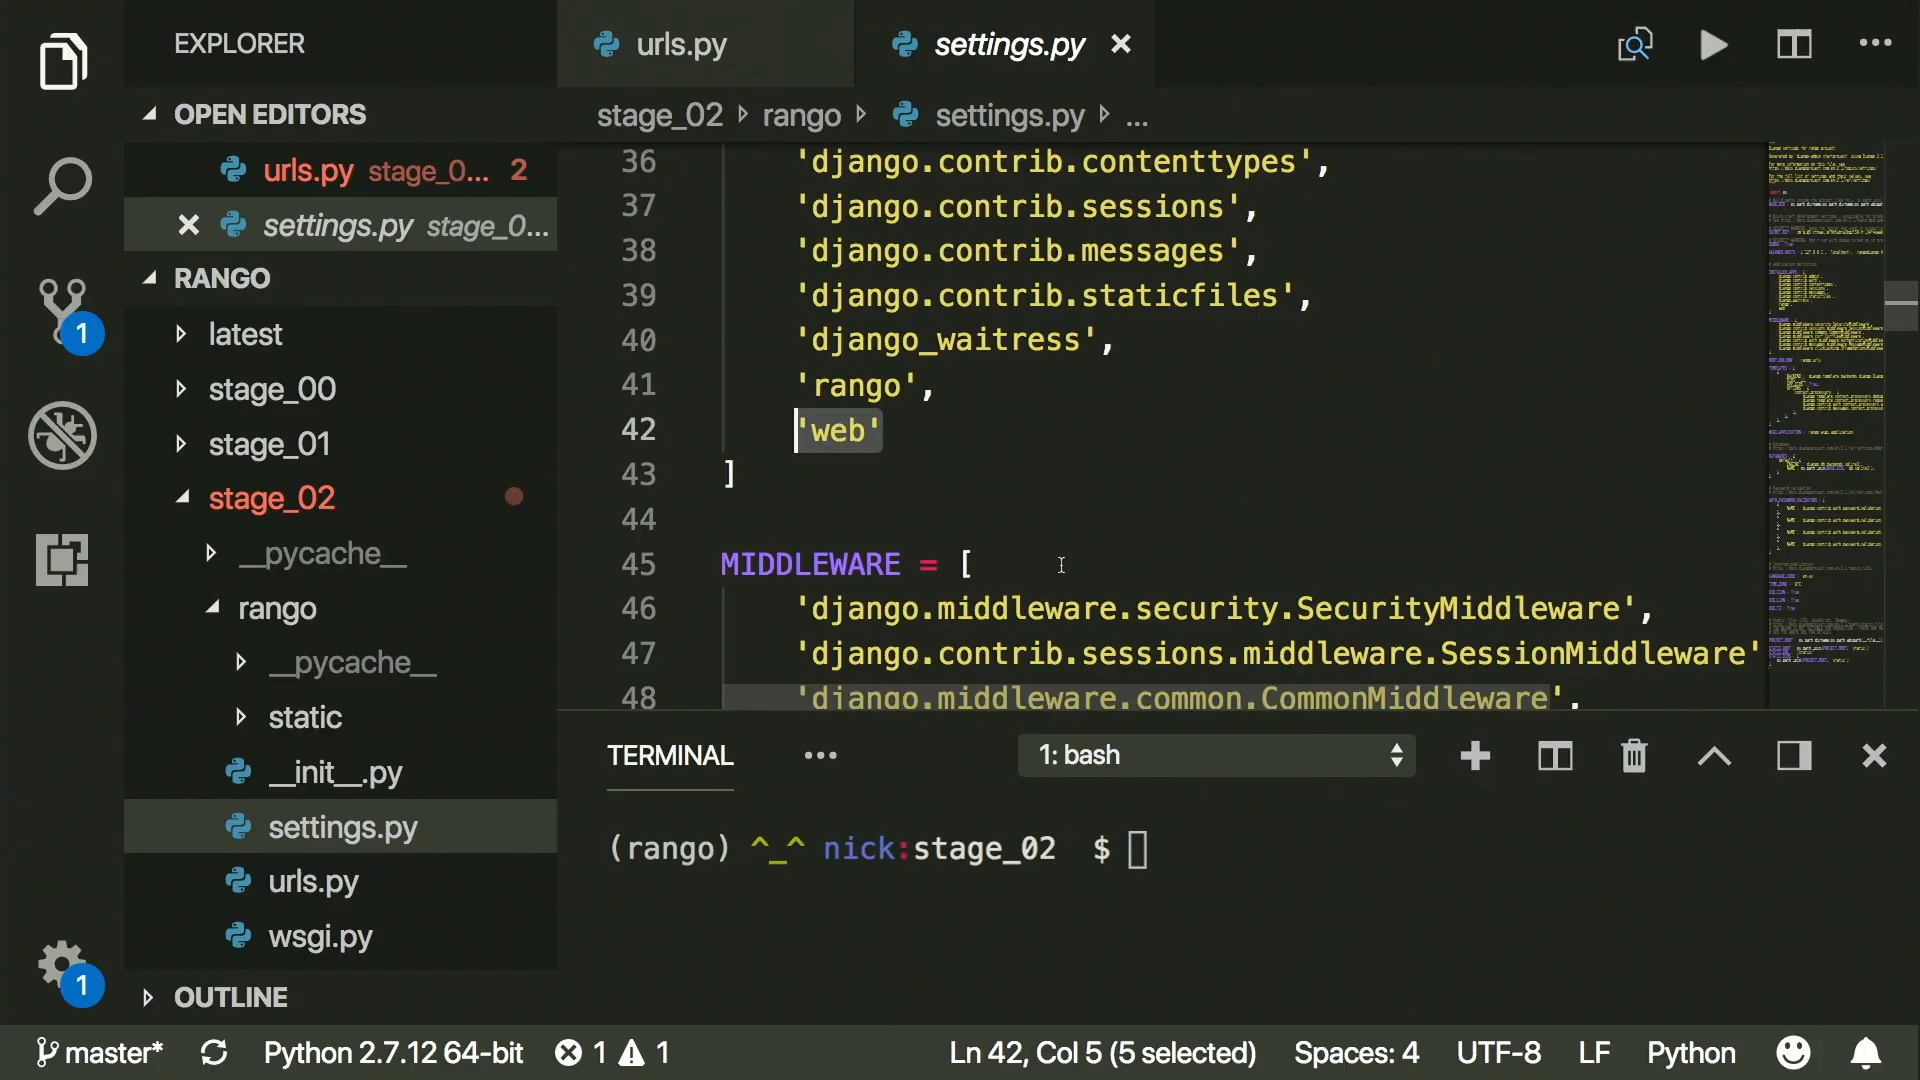 EXPLORER
OPEN EDITORS
urls.py stage_0... 2
settings.py stage_0...
RANGO
latest
stage_00
stage_01
stage_02
__pycache__
rango
__pycache__
static
__init__.py
settings.py
urls.py
wsgi.py
OUTLINE
1
1
urls.py
settings.py
stage_02 rango settings.py ...
36 'django.contrib.contenttypes',
37 'django.contrib.sessions',
38 'django.contrib.messages',
39 'django.contrib.staticfiles',
40 'django_waitress',
41 'rango',
42 'web'
43 ]
44
45 MIDDLEWARE = [
46 'django.middleware.security.SecurityMiddleware',
47 'django.contrib.sessions.middleware.SessionMiddleware'
48 'django.middleware.common.CommonMiddleware',
TERMINAL
1: bash
(rango) ^_^ nick:stage_02 $
master* Python 2.7.12 64-bit 1 1 Ln 42, Col 5 (5 selected) Spaces: 4 UTF-8 LF Python